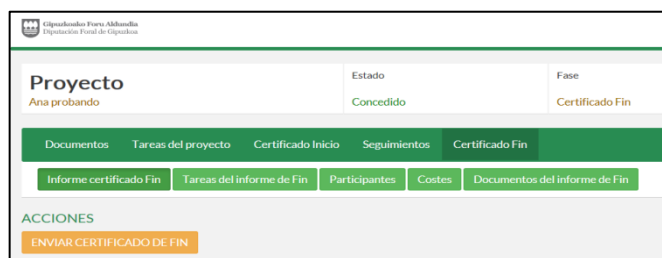 Gipuzkoako Foru Aldundia
Diputación Foral de Gipuzkoa
Proyecto
Ana probando
Estado
Concedido
Fase
Certificado Fin
Documentos Tareas del proyecto Certificado Inicio Seguimientos Certificado Fin
Informe certificado Fin Tareas del informe de Fin Participantes Costes Documentos del informe de Fin
ACCIONES
ENVIAR CERTIFICADO DE FIN